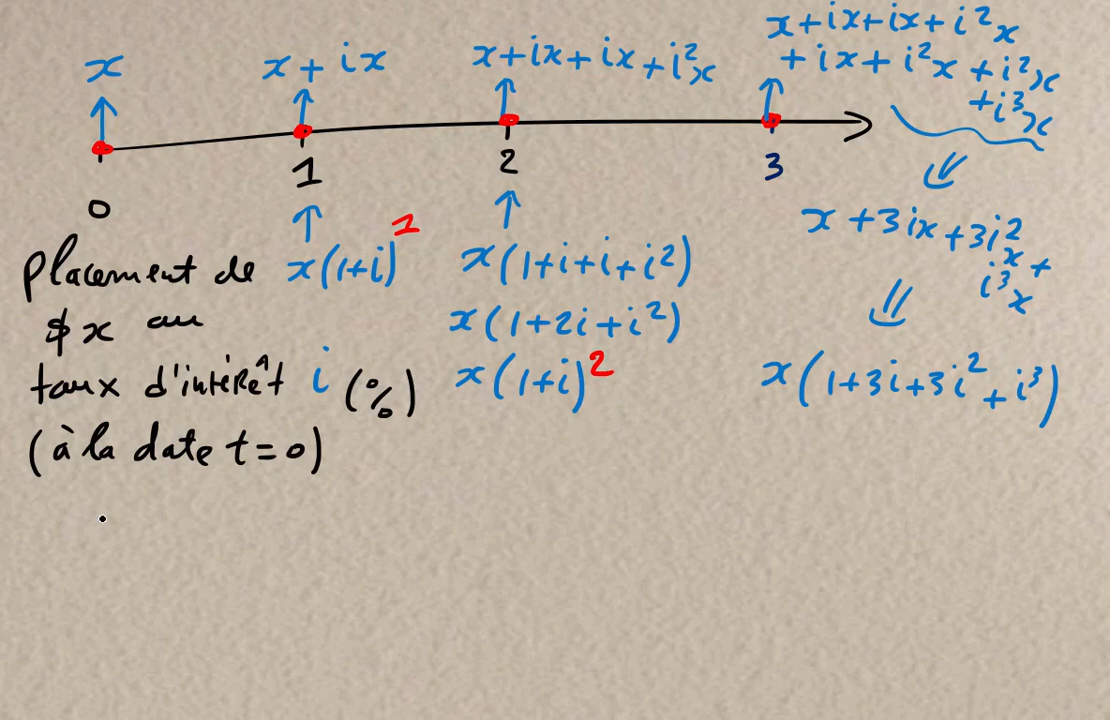 x
x + ix
x+ix+ix+i²x
x+ix+ix+i²x
+ix+i²x+i²x
+i³x
0
1
2
3
x+3ix+3i²x+
i³x
Placement de
$x au
taux d'intérêt i (%)
(à la date t=0)
x(1+i)¹
x(1+i+i+i²)
x(1+2i+i²)
x(1+i)²
x(1+3i+3i²+i³)